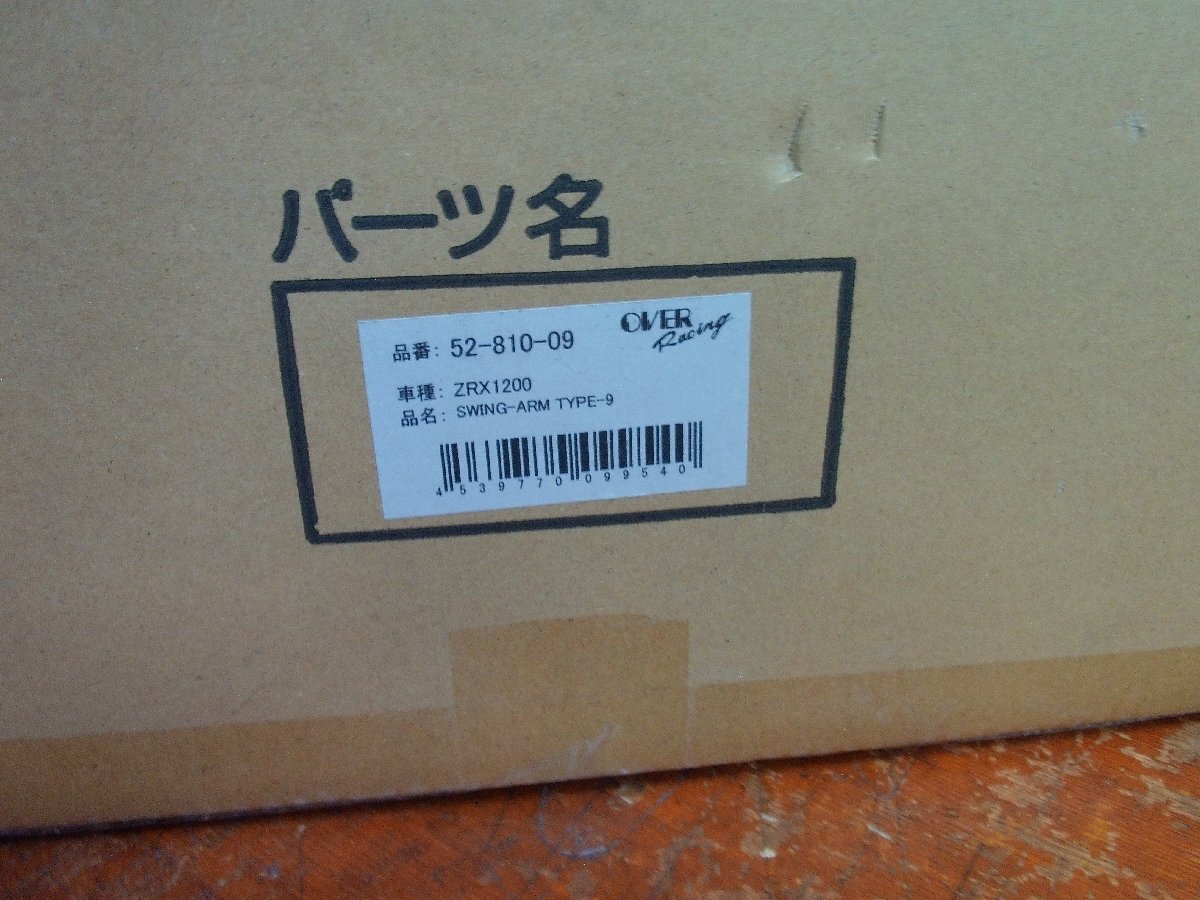 パーツ名
OVER
Racing
品番: 52-810-09
車種: ZRX1200
品名: SWING-ARM TYPE-9
4539770099540